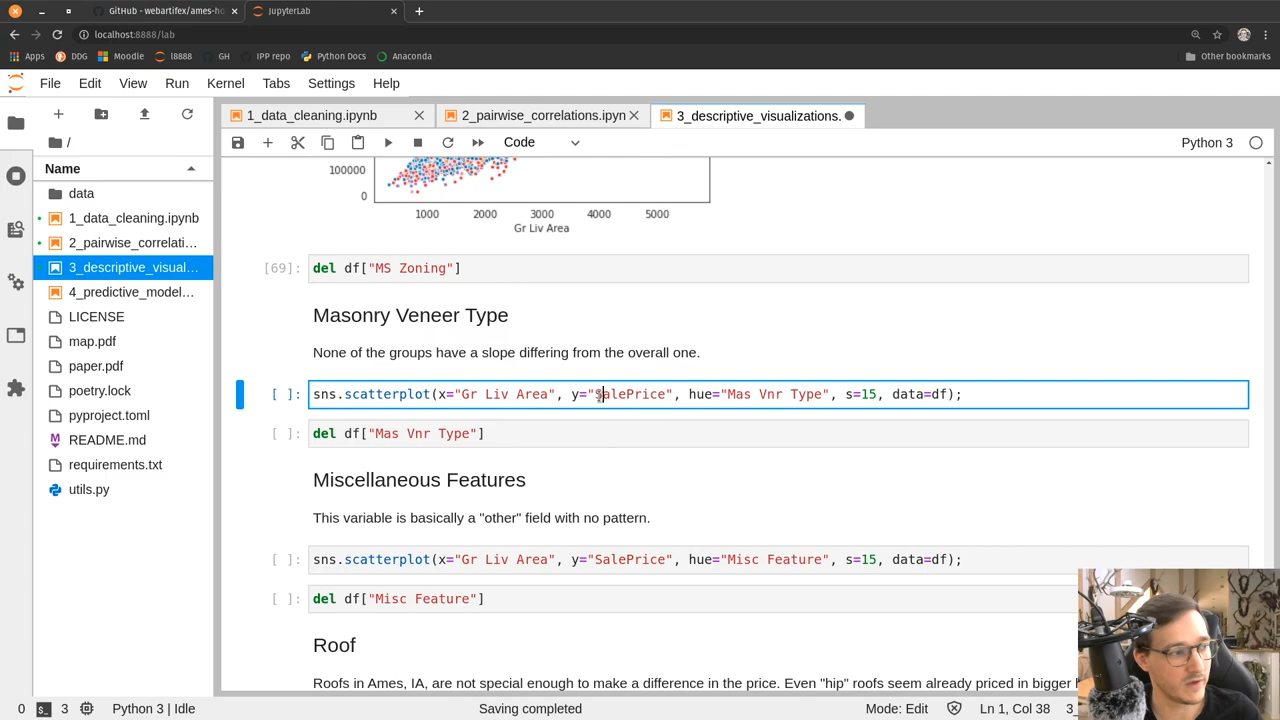 GitHub - webartifex/ames-ho
JupyterLab
localhost:8888/lab
Apps DDG Moodle l8888 GH IPP repo Python Docs Anaconda Other bookmarks
File Edit View Run Kernel Tabs Settings Help
1_data_cleaning.ipynb
2_pairwise_correlations.ipyn
3_descriptive_visualizations.
Code
Python 3
/
Name
data
1_data_cleaning.ipynb
2_pairwise_correlati...
3_descriptive_visual...
4_predictive_model...
LICENSE
map.pdf
paper.pdf
poetry.lock
pyproject.toml
README.md
requirements.txt
utils.py
100000
0
1000 2000 3000 4000 5000
Gr Liv Area
[69]: del df["MS Zoning"]
Masonry Veneer Type
None of the groups have a slope differing from the overall one.
[ ]: sns.scatterplot(x="Gr Liv Area", y="SalePrice", hue="Mas Vnr Type", s=15, data=df);
[ ]: del df["Mas Vnr Type"]
Miscellaneous Features
This variable is basically a "other" field with no pattern.
[ ]: sns.scatterplot(x="Gr Liv Area", y="SalePrice", hue="Misc Feature", s=15, data=df);
[ ]: del df["Misc Feature"]
Roof
Roofs in Ames, IA, are not special enough to make a difference in the price. Even "hip" roofs seem already priced in bigger
0 3 Python 3 | Idle Saving completed Mode: Edit Ln 1, Col 38 3_